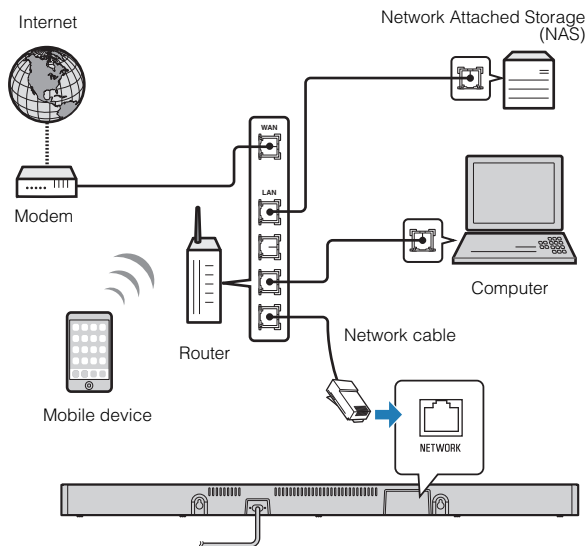 Internet
Network Attached Storage
(NAS)
WAN
LAN
Modem
Computer
Router
Network cable
Mobile device
NETWORK